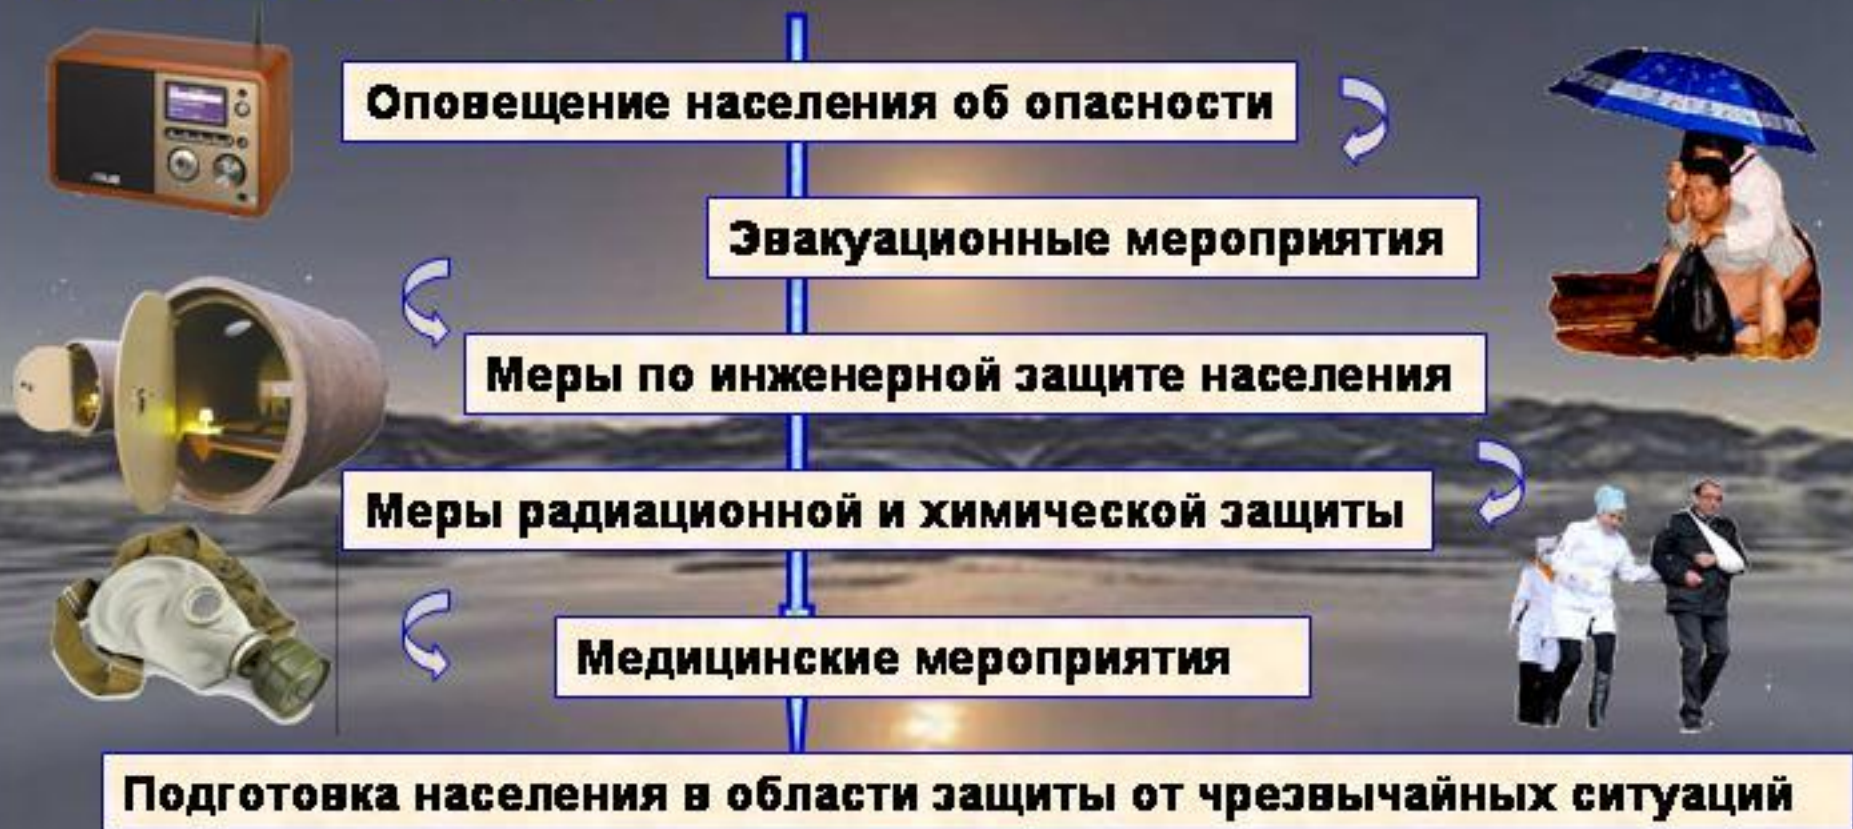 Оповещение населения об опасности
Эвакуационные мероприятия
Меры по инженерной защите населения
Меры радиационной и химической защиты
Медицинские мероприятия
Подготовка населения в области защиты от чрезвычайных ситуаций